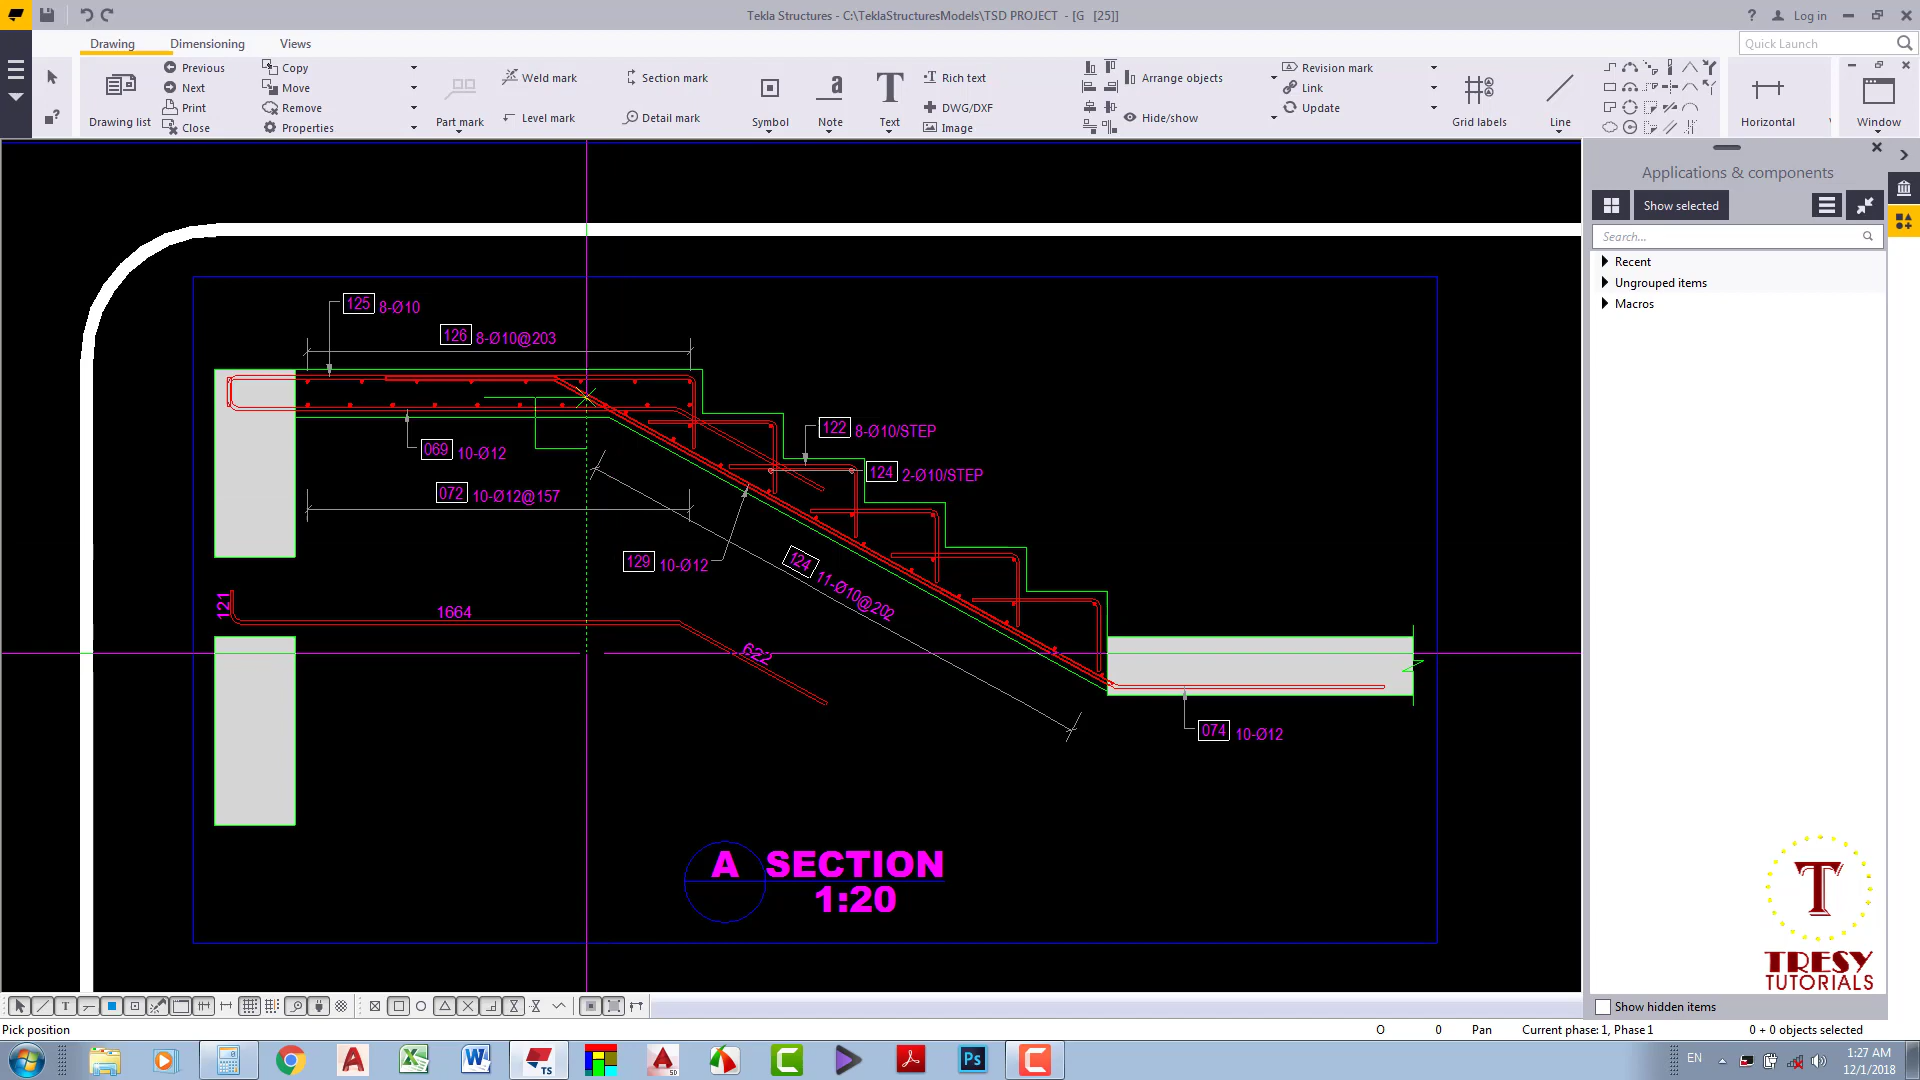 Tekla Structures - C:\TeklaStructuresModels\TSD PROJECT - [G [25]]
? Log in
Drawing Dimensioning Views
Quick Launch
Previous Copy Weld mark Section mark Rich text Arrange objects Revision mark
Next Move DWG/DXF Link
Print Remove Level mark Detail mark Image Hide/show Update
Close Properties
Drawing list Part mark Symbol Note Text Grid labels Line Horizontal Window
Applications & components
Show selected
Search...
Recent
Ungrouped items
Macros
125 8-Ø10
126 8-Ø10@203
122 8-Ø10/STEP
069 10-Ø12
124 2-Ø10/STEP
072 10-Ø12@157
129 10-Ø12
124 11-Ø10@202
121
1664
622
074 10-Ø12
A SECTION
1:20
T
TRESY
TUTORIALS
Show hidden items
Pick position
O 0 Pan Current phase: 1, Phase 1 0 + 0 objects selected
EN 1:27 AM
12/1/2018